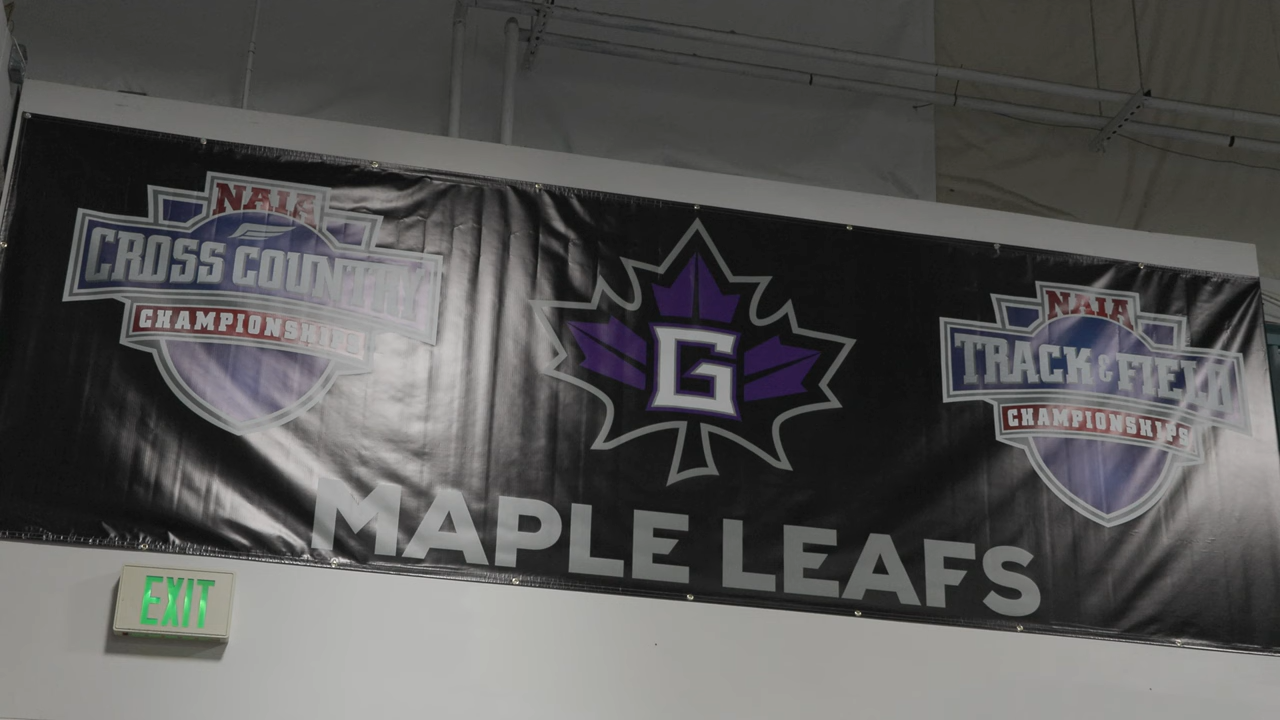 NAIA
CROSS COUNTRY
CHAMPIONSHIPS
G
NAIA
TRACK & FIELD
CHAMPIONSHIPS
MAPLE LEAFS
EXIT